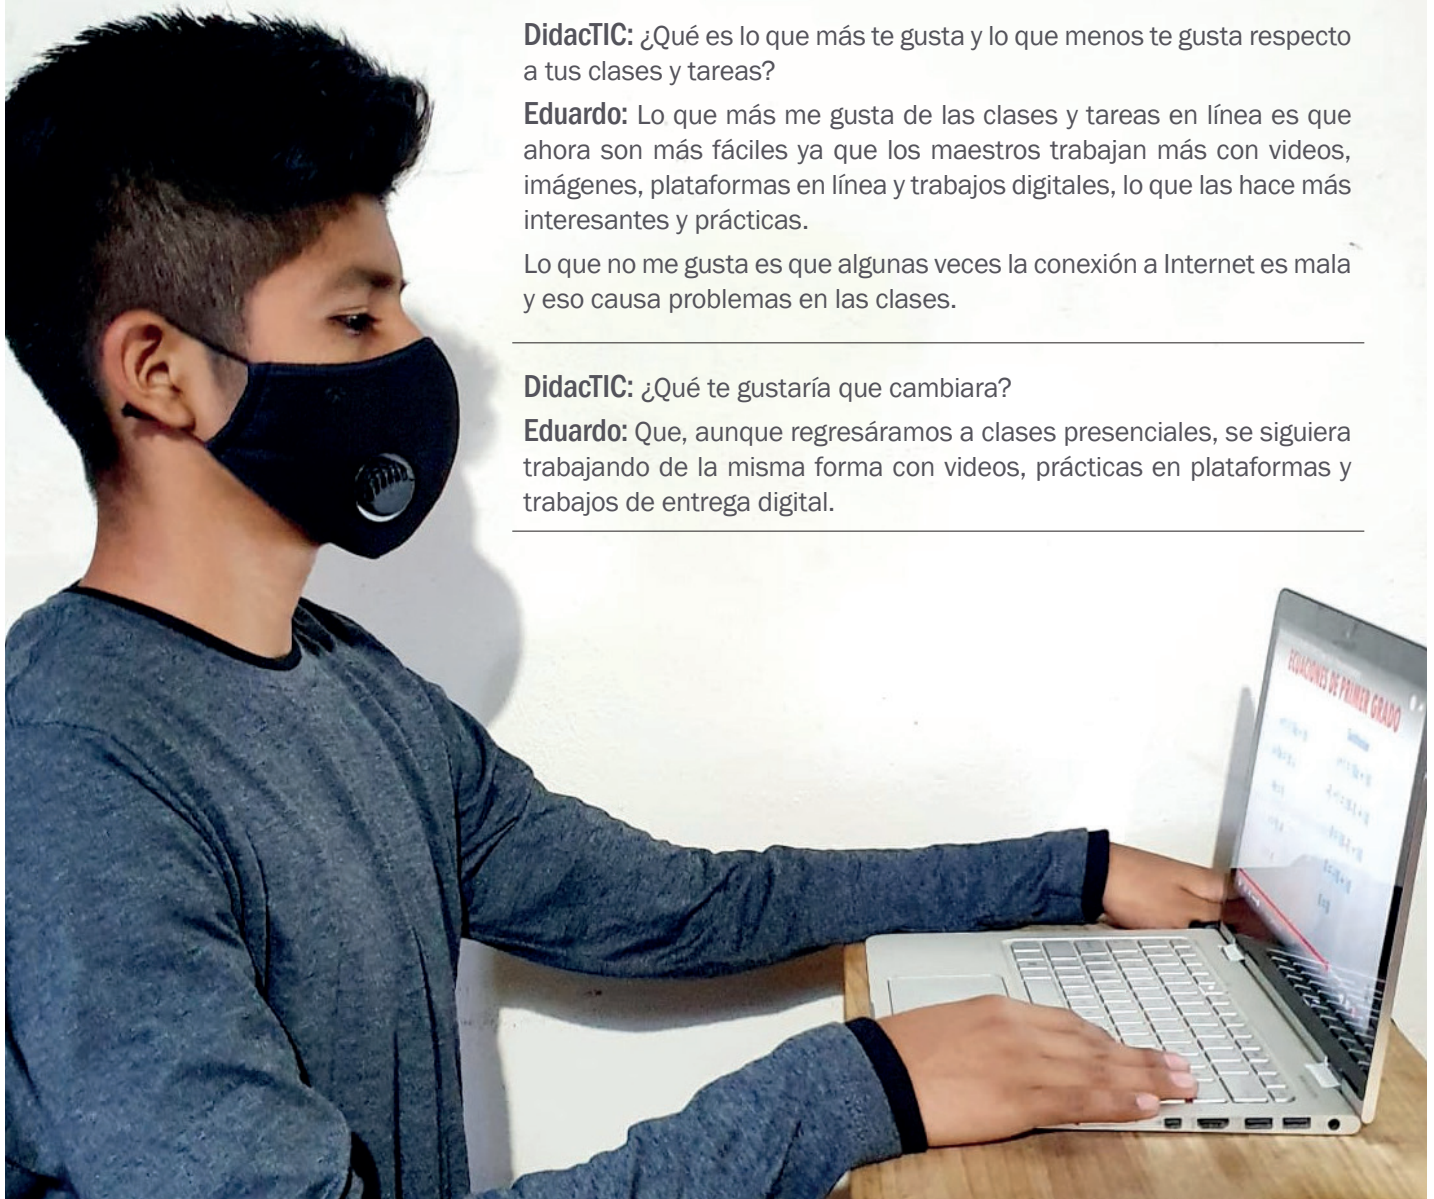 DidacTIC: ¿Qué es lo que más te gusta y lo que menos te gusta respecto
a tus clases y tareas?
Eduardo: Lo que más me gusta de las clases y tareas en línea es que
ahora son más fáciles ya que los maestros trabajan más con videos,
imágenes, plataformas en línea y trabajos digitales, lo que las hace más
interesantes y prácticas.
Lo que no me gusta es que algunas veces la conexión a Internet es mala
y eso causa problemas en las clases.
DidacTIC: ¿Qué te gustaría que cambiara?
Eduardo: Que, aunque regresáramos a clases presenciales, se siguiera
trabajando de la misma forma con videos, prácticas en plataformas y
trabajos de entrega digital.
ECUACIONES DE PRIMER GRADO